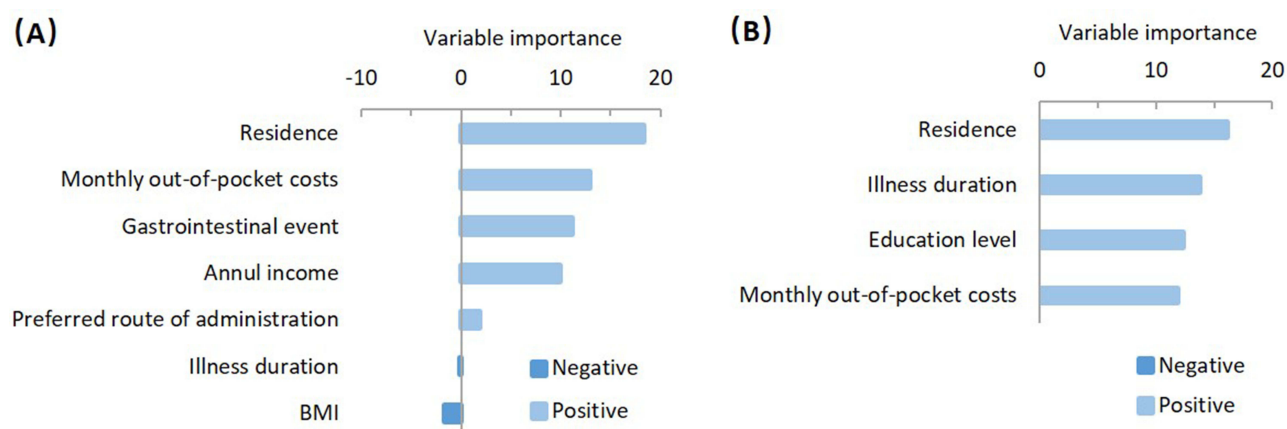 (A)
Variable importance
-10 0 10 20
Residence
Monthly out-of-pocket costs
Gastrointestinal event
Annul income
Preferred route of administration
Illness duration
BMI
Negative
Positive
(B)
Variable importance
0 10 20
Residence
Illness duration
Education level
Monthly out-of-pocket costs
Negative
Positive